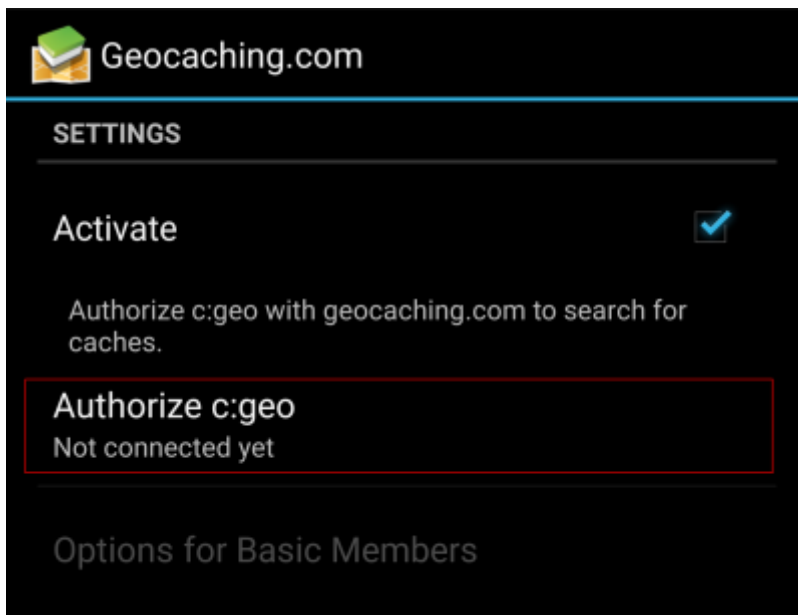 Geocaching.com
SETTINGS
Activate
Authorize c:geo with geocaching.com to search for
caches.
Authorize c:geo
Not connected yet
Options for Basic Members